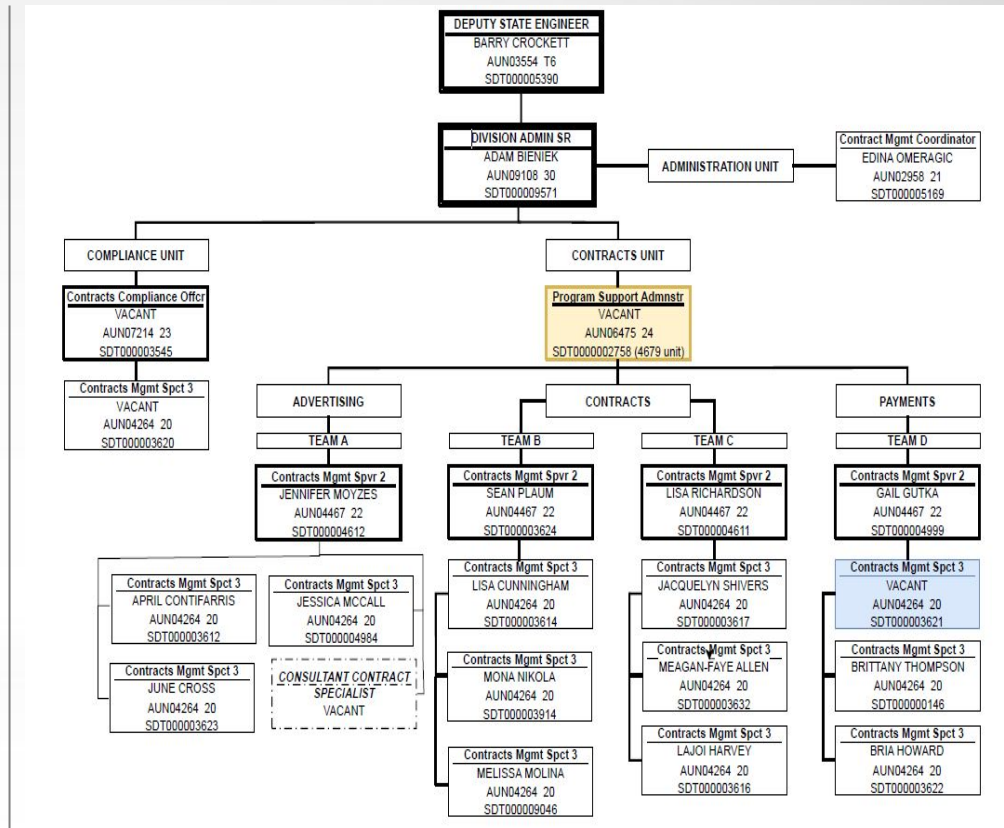 DEPUTY STATE ENGINEER
BARRY CROCKETT
AUN03554 T6
SDT000005390
DIVISION ADMIN SR
ADAM BIENIEK
AUN09108 30
SDT000009571
ADMINISTRATION UNIT
Contract Mgmt Coordinator
EDINA OMERAGIC
AUN02958 21
SDT000005169
COMPLIANCE UNIT
Contracts Compliance Offcr
VACANT
AUN07214 23
SDT000003545
Contracts Mgmt Spct 3
VACANT
AUN04264 20
SDT000003620
CONTRACTS UNIT
Program Support Admnstr
VACANT
AUN06475 24
SDT0000002758 (4679 unit)
ADVERTISING
TEAM A
Contracts Mgmt Spvr 2
JENNIFER MOYZES
AUN04467 22
SDT000004612
Contracts Mgmt Spct 3
APRIL CONTIFARRIS
AUN04264 20
SDT000003612
Contracts Mgmt Spct 3
JESSICA MCCALL
AUN04264 20
SDT000004984
Contracts Mgmt Spct 3
JUNE CROSS
AUN04264 20
SDT000003623
CONSULTANT CONTRACT
SPECIALIST
VACANT
CONTRACTS
TEAM B
Contracts Mgmt Spvr 2
SEAN PLAUM
AUN04467 22
SDT000003624
Contracts Mgmt Spct 3
LISA CUNNINGHAM
AUN04264 20
SDT000003614
Contracts Mgmt Spct 3
MONA NIKOLA
AUN04264 20
SDT000003914
Contracts Mgmt Spct 3
MELISSA MOLINA
AUN04264 20
SDT000009046
TEAM C
Contracts Mgmt Spvr 2
LISA RICHARDSON
AUN04467 22
SDT000004611
Contracts Mgmt Spct 3
JACQUELYN SHIVERS
AUN04264 20
SDT000003617
Contracts Mgmt Spct 3
MEAGAN-FAYE ALLEN
AUN04264 20
SDT000003632
Contracts Mgmt Spct 3
LAJOI HARVEY
AUN04264 20
SDT000003616
PAYMENTS
TEAM D
Contracts Mgmt Spvr 2
GAIL GUTKA
AUN04467 22
SDT000004999
Contracts Mgmt Spct 3
VACANT
AUN04264 20
SDT000003621
Contracts Mgmt Spct 3
BRITTANY THOMPSON
AUN04264 20
SDT000000146
Contracts Mgmt Spct 3
BRIA HOWARD
AUN04264 20
SDT000003622